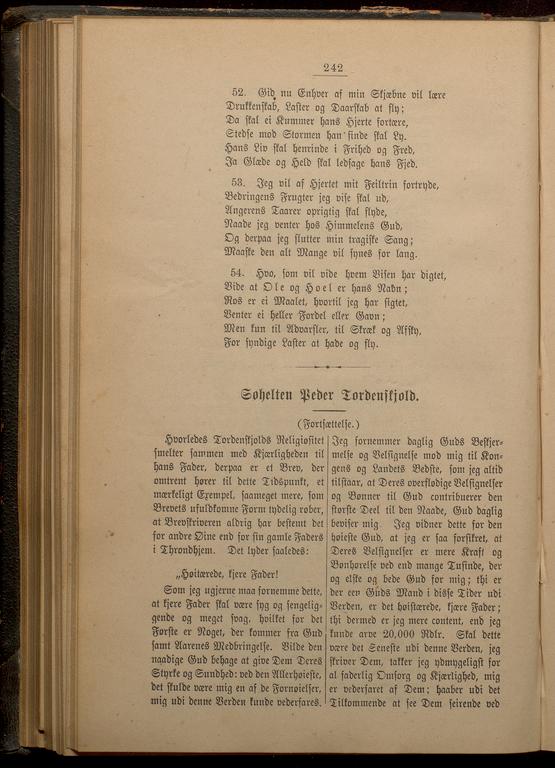 242
52. Gid nu Enhver af min Skjæbne vil lære
Drukkenskab, Laster og Daarskab at fly;
Da skal ei Kummer hans Hjerte fortære,
Stedse mod Stormen han finde skal Ly.
Hans Liv skal henrinde i Frihed og Fred,
Ja Glæde og Held skal ledsage hans Fjed.
53. Jeg vil af Hjertet mit Feiltrin fortryde,
Bedringens Frugter jeg vise skal ud,
Angerens Taarer oprigtig skal flyde,
Naade jeg venter hos Himmelens Gud,
Og derpaa jeg slutter min tragiske Sang;
Maaske den alt Mange vil synes for lang.
54. Hvo, som vil vide hvem Visen har digtet,
Vide at Ole og Hoel er hans Navn;
Ros er ei Maalet, hvortil jeg har sigtet,
Venter ei heller Fordel eller Gavn;
Men kun til Advarsler, til Skræk og Afsky,
For syndige Laster at hade og fly.
Søhelten Peder Tordenskjold.
(Fortsættelse.)
Hvorledes Tordenskjolds Religiøsitet
smelter sammen med Kjærligheden til
hans Fader, derpaa er et Brev, der
omtrent hører til dette Tidspunkt, et
mærkeligt Exempel, saameget mere, som
Brevets ufuldkomne Form tydelig røber,
at Brevskriveren aldrig har bestemt det
for andre Øine end for sin gamle Faders
i Throndhjem. Det lyder saaledes:
„Høitærede, kjere Fader!
Som jeg ugjerne maa fornemme dette,
at kjere Fader skal være syg og sengelig-
gende og meget svag, hvilket for det
Første er Noget, der kommer fra Gud
samt Aarenes Medbringelse. Vilde den
naadige Gud behage at give Dem Deres
Styrke og Sundhed: ved den Allerhøieste,
det skulde være mig en af de Fornøielser,
mig udi denne Verden kunde vederfares.
Jeg fornemmer daglig Guds Beskjer-
melse og Velsignelse mod mig til Kon-
gens og Landets Bedste, som jeg altid
tilstaar, at Deres overflødige Velsignelser
og Bønner til Gud contribuerer den
største Deel til den Naade, Gud daglig
beviser mig. Jeg vidner dette for den
høieste Gud, at jeg er saa forsikret, at
Deres Velsignelser er mere Kraft og
Bønhørelse ved end mange Tusinde, der
og elske og bede Gud for mig; thi er
der een Guds Mand i disse Tider udi
Verden, er det høistærede, kjære Fader;
thi dermed er jeg mere content, end jeg
kunde arve 20,000 Rdlr. Skal dette
være det Seneste udi denne Verden, jeg
skriver Dem, takker jeg ydmygeligst for
al faderlig Omsorg og Kjærlighed, mig
er vederfaret af Dem; haaber udi det
Tilkommende at see Dem seirende ved